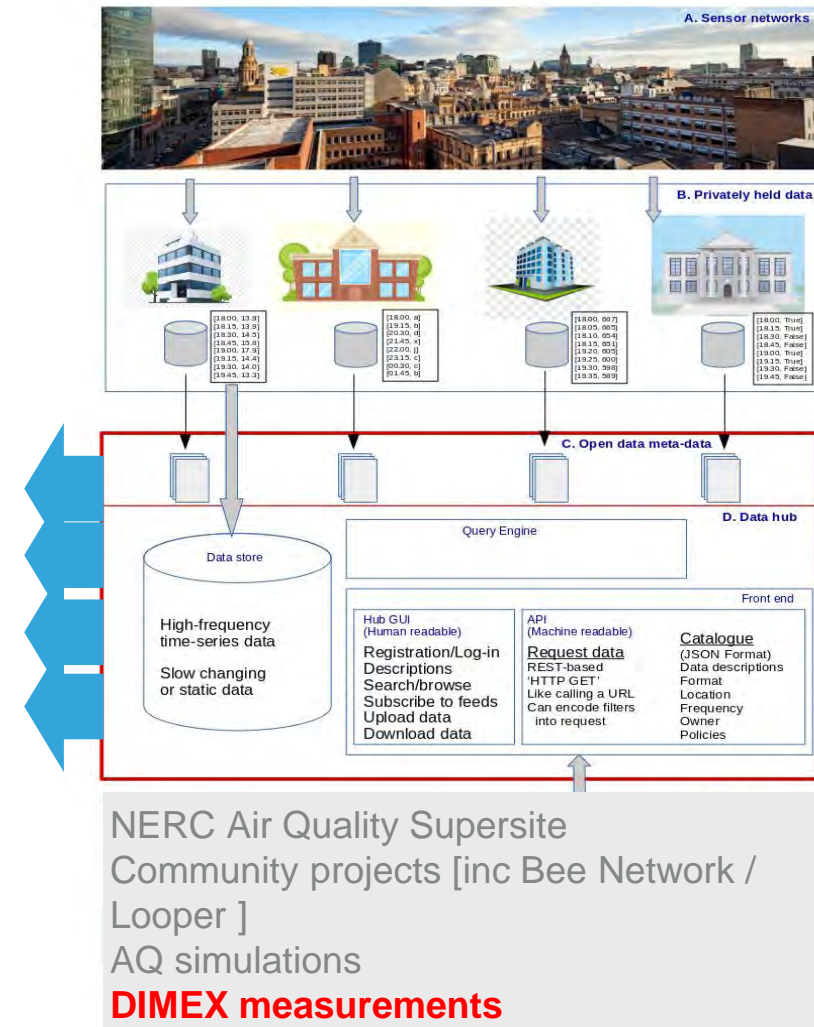 A. Sensor networks
B. Privately held data
[18.00, 13.9]
[18.15, 13.9]
[18.30, 14.5]
[18.45, 15.8]
[19.00, 17.9]
[19.15, 14.4]
[19.30, 14.0]
[19.45, 13.3]
[18.00, a]
[19.15, b]
[20.30, d]
[21.45, x]
[22.00, j]
[23.15, c]
[00.30, c]
[01.45, b]
[18.00, 667]
[18.05, 665]
[18.10, 654]
[18.15, 651]
[19.20, 605]
[19.25, 600]
[19.30, 598]
[19.35, 589]
[18.00, True]
[18.15, True]
[18.30, False]
[18.45, False]
[19.00, True]
[19.15, True]
[19.30, False]
[19.45, False]
C. Open data meta-data
D. Data hub
Data store
High-frequency
time-series data
Slow changing
or static data
Query Engine
Front end
Hub GUI
(Human readable)
Registration/Log-in
Descriptions
Search/browse
Subscribe to feeds
Upload data
Download data
API
(Machine readable)
Request data
REST-based
‘HTTP GET’
Like calling a URL
Can encode filters
into request
Catalogue
(JSON Format)
Data descriptions
Format
Location
Frequency
Owner
Policies
NERC Air Quality Supersite
Community projects [inc Bee Network /
Looper ]
AQ simulations
DIMEX measurements